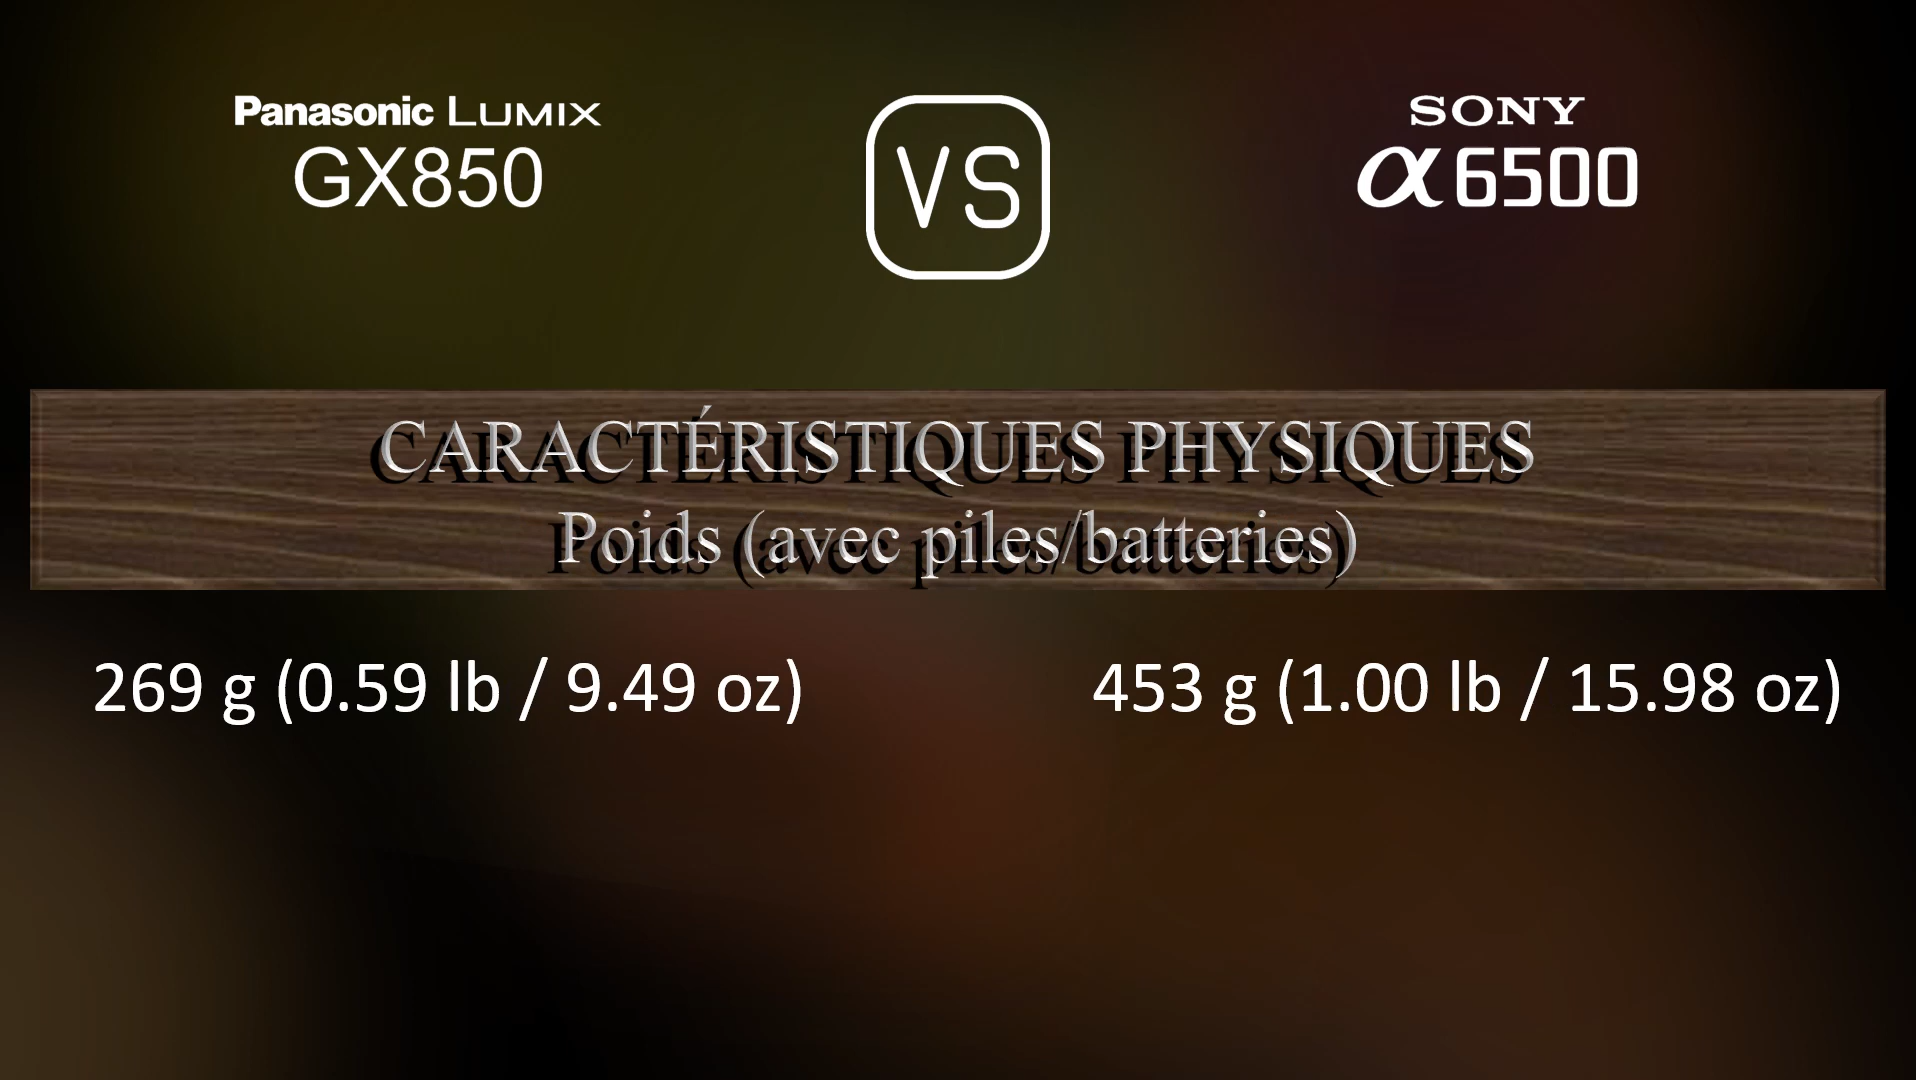 Panasonic LUMIX
GX850
VS
SONY
α6500
CARACTÉRISTIQUES PHYSIQUES
Poids (avec piles/batteries)
269 g (0.59 lb / 9.49 oz)
453 g (1.00 lb / 15.98 oz)